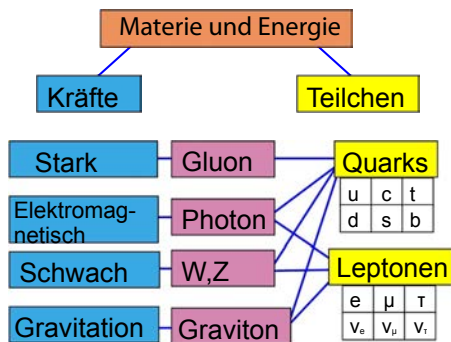 Materie und Energie
Kräfte Teilchen
Stark Gluon Quarks
u c t
d s b
Elektromag-
netisch Photon
Schwach W,Z Leptonen
e μ τ
νe νμ ντ
Gravitation Graviton